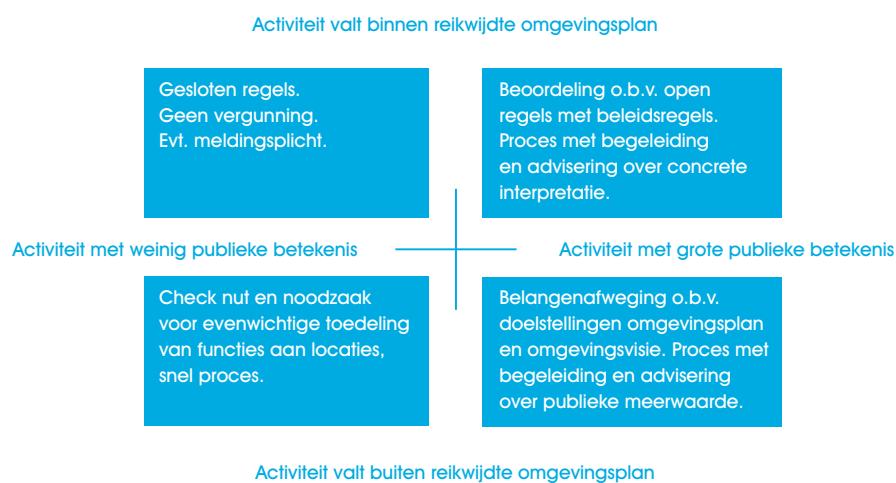 Activiteit valt binnen reikwijdte omgevingsplan
Gesloten regels.
Geen vergunning.
Evt. meldingsplicht.
Beoordeling o.b.v. open
regels met beleidsregels.
Proces met begeleiding
en advisering over concrete
interpretatie.
Activiteit met weinig publieke betekenis
Activiteit met grote publieke betekenis
Check nut en noodzaak
voor evenwichtige toedeling
van functies aan locaties,
snel proces.
Belangenafweging o.b.v.
doelstellingen omgevingsplan
en omgevingsvisie. Proces met
begeleiding en advisering
over publieke meerwaarde.
Activiteit valt buiten reikwijdte omgevingsplan